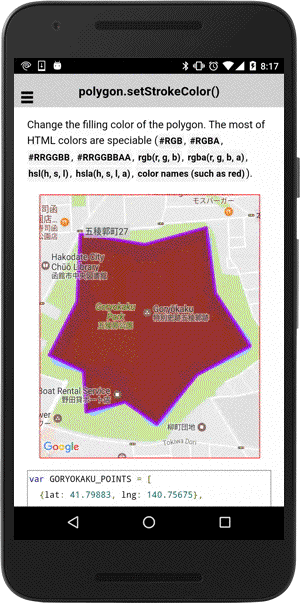 8:17
polygon.setStrokeColor()
Change the filling color of the polygon. The most of
HTML colors are speciable ( #RGB , #RGBA ,
#RRGGBB , #RRGGBBAA , rgb(r, g, b) , rgba(r, g, b, a) ,
hsl(h, s, l) , hsla(h, s, l, a) , color names (such as red) ).
モスバーガー
五稜郭町27
Hakodate City
Chuo Library
函館市中央図書館
Goryokaku
Park
五稜郭公園
Goryōkaku
特別史跡五稜郭跡
Boat Rental Service
野田貸ボート店
柳町団地
Tokiwa Dori
Google
var GORYOKAKU_POINTS = [
{lat: 41.79883, lng: 140.75675},